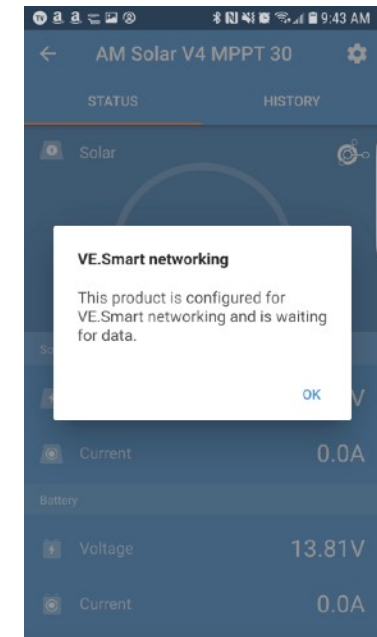 9:43 AM
AM Solar V4 MPPT 30
STATUS HISTORY
Solar
VE.Smart networking
This product is configured for
VE.Smart networking and is waiting
for data.
OK
So
V
Current 0.0A
Battery
Voltage 13.81V
Current 0.0A